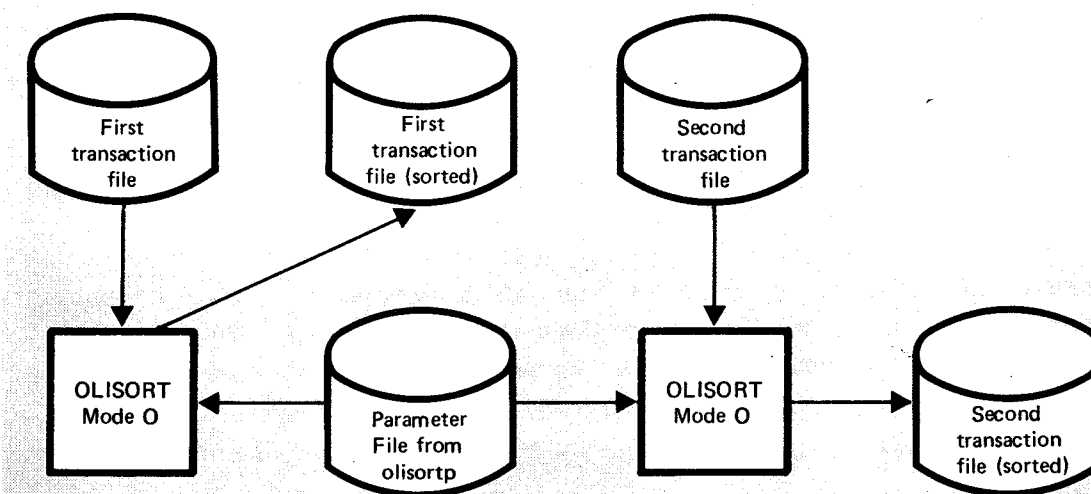 First
transaction
file
First
transaction
file (sorted)
Second
transaction
file
OLISORT
Mode O
Parameter
File from
olisortp
OLISORT
Mode O
Second
transaction
file (sorted)